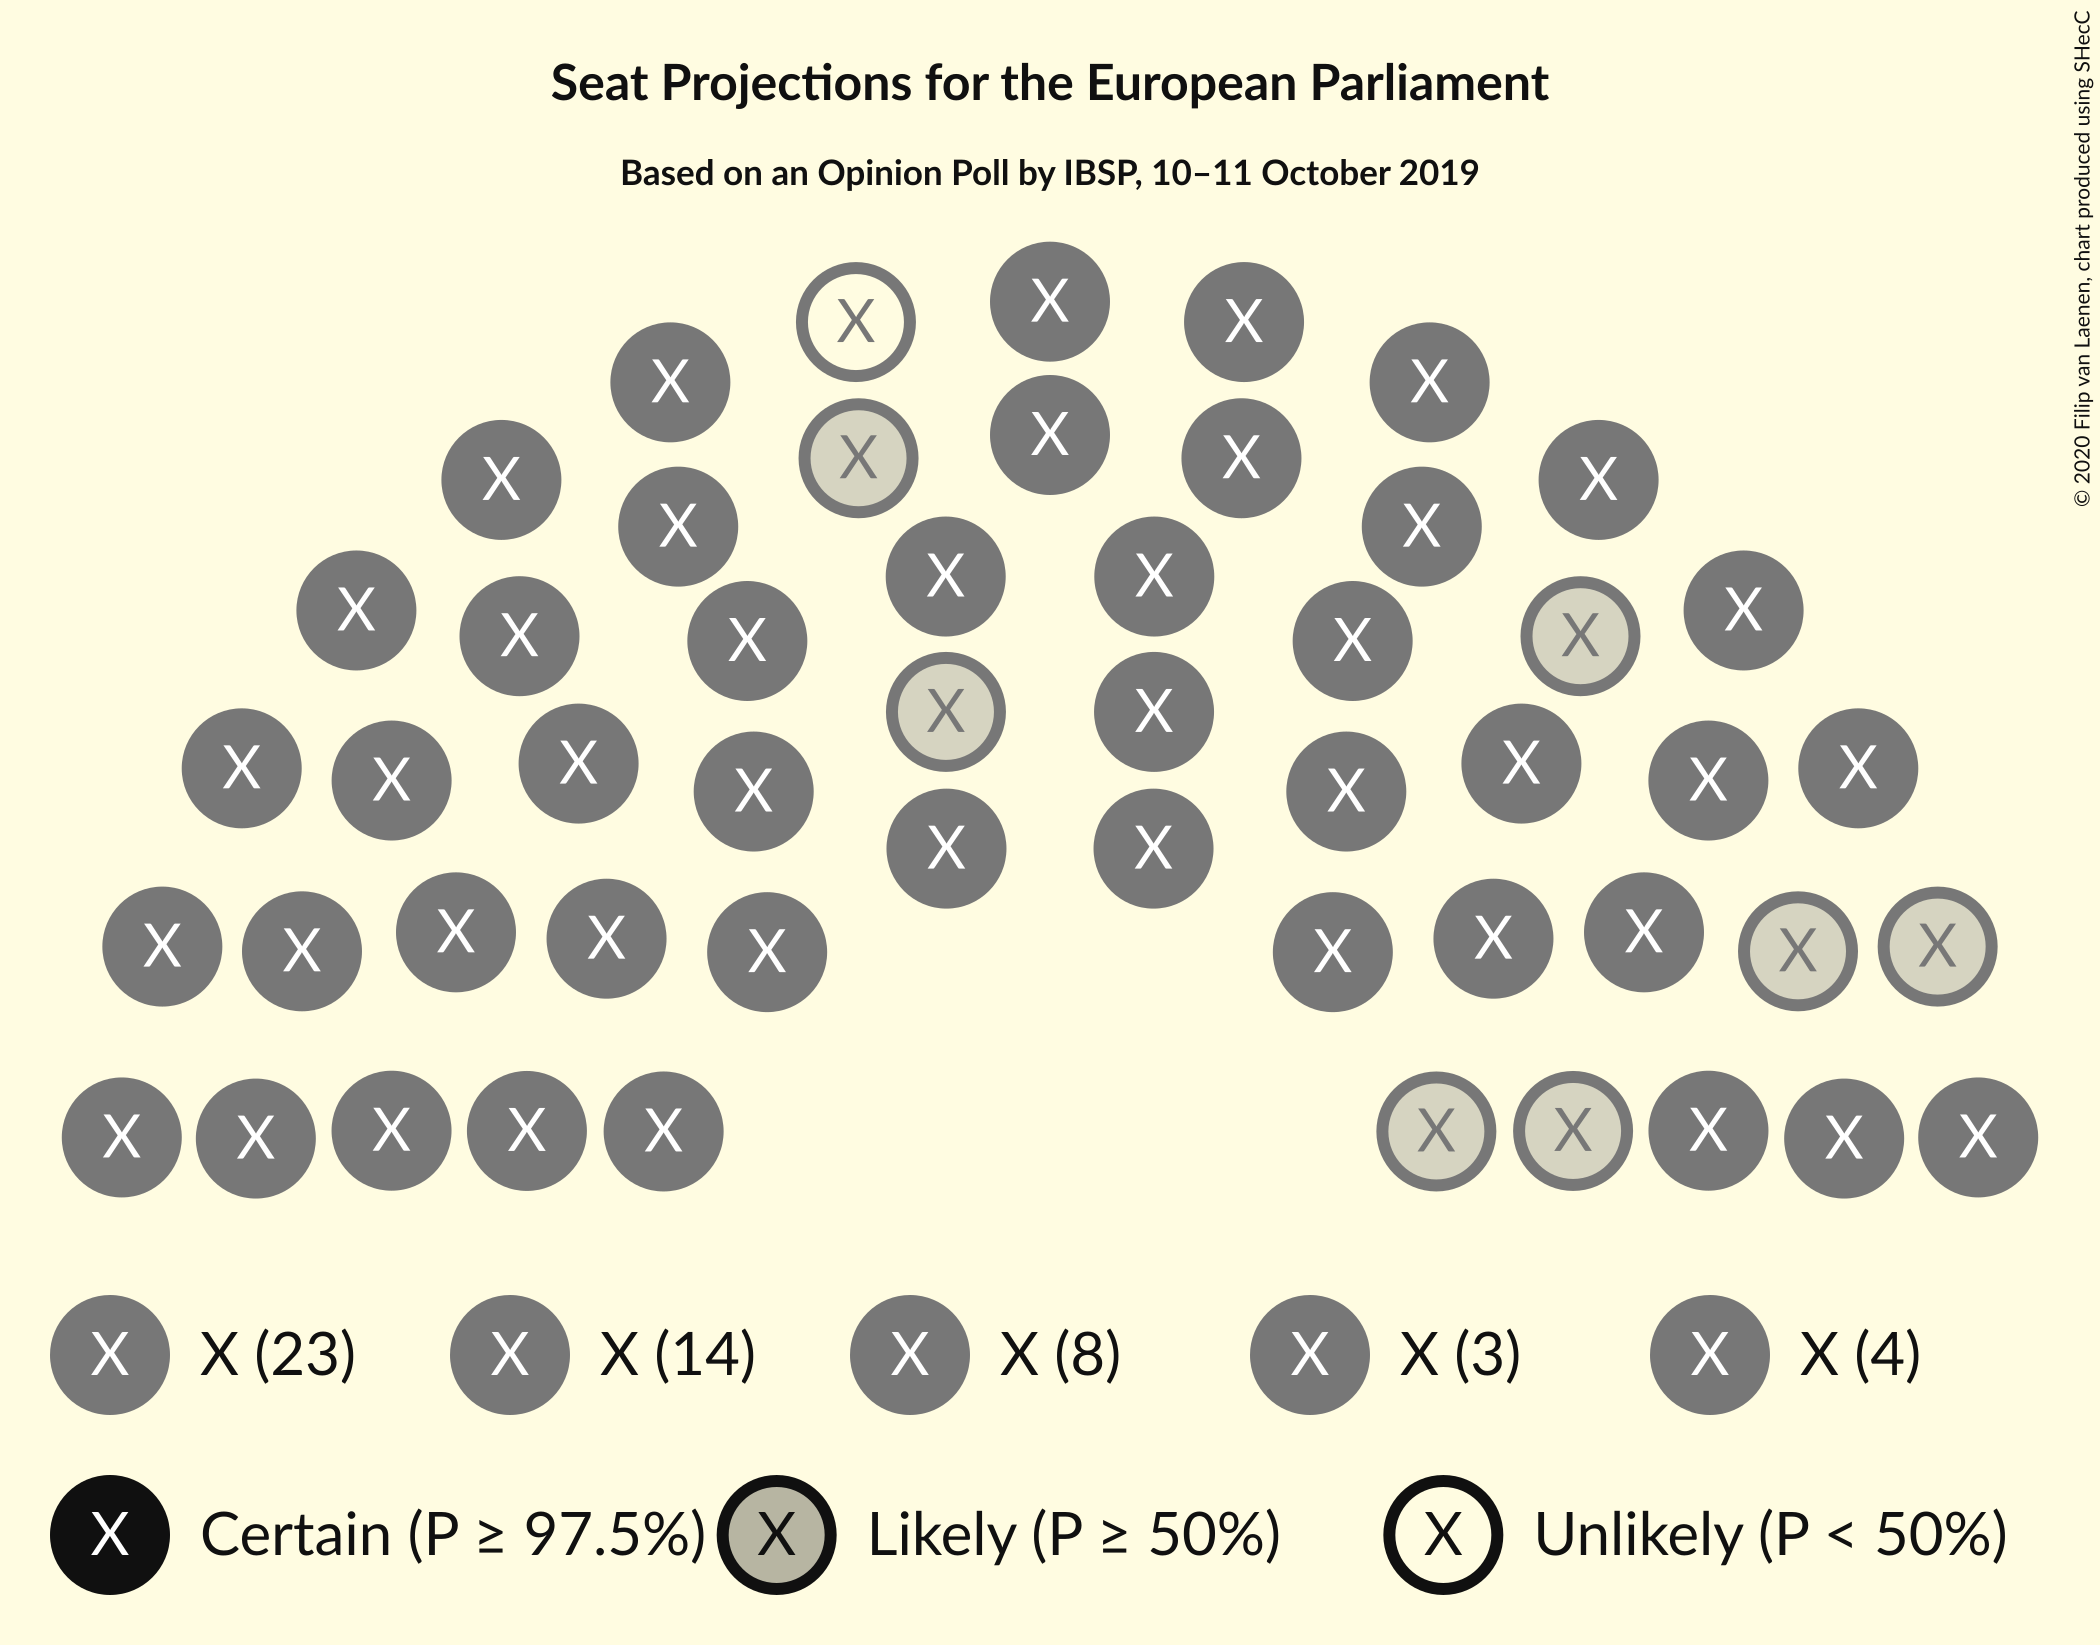 Seat Projections for the European Parliament
Based on an Opinion Poll by IBSP, 10–11 October 2019
© 2020 Filip van Laenen, chart produced using SHecC
X
X X
X X
X
X X
X X
X X
X X
X X
X X
X X
X X
X X
X X
X X
X X X X
X X
X X
X X
X X
X X X X
X X X X
X X
X X X X X X X X X X
X (23) X X (14) X X (8) X X (3) X X (4)
X Certain (P ≥ 97.5%) X Likely (P ≥ 50%) X Unlikely (P < 50%)